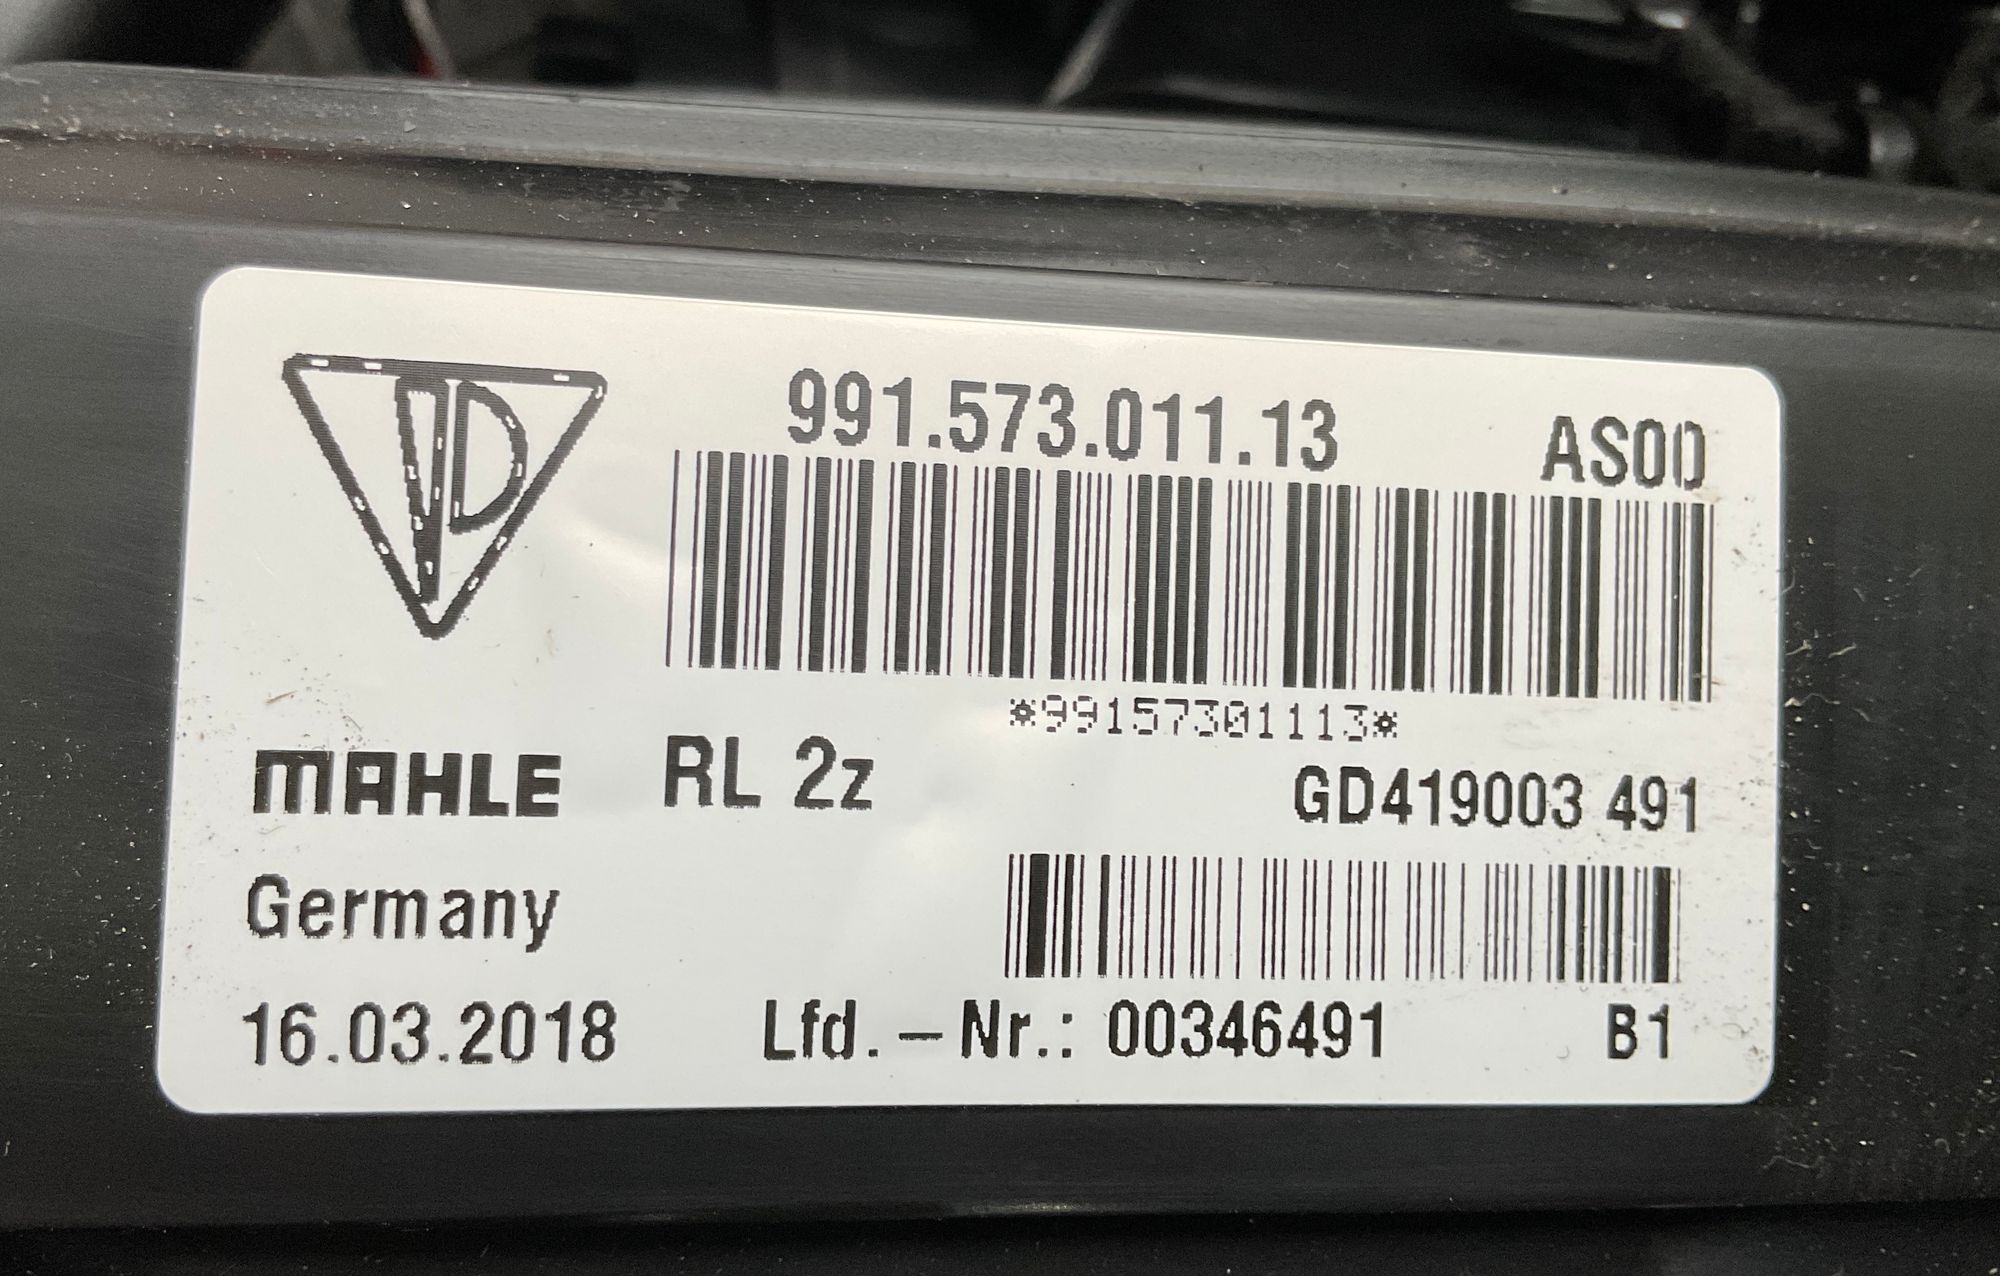 991.573.011.13 AS00
*99157301113*
MAHLE RL 2z GD419003 491
Germany
16.03.2018 Lfd. - Nr.: 00346491 B1